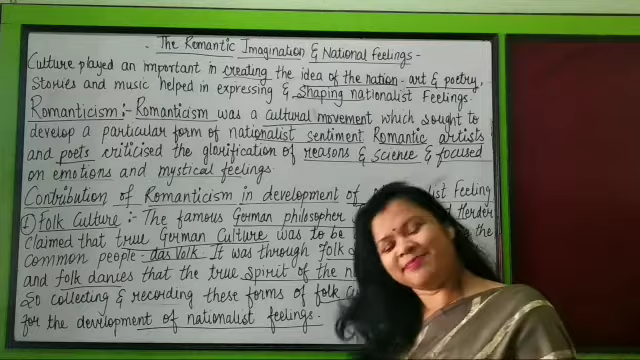 - The Romantic Imagination & National Feelings -
Culture played an important in creating the idea of the nation - art & poetry,
Stories and music helped in expressing & shaping nationalist Feelings.
Romanticism :- Romanticism was a cultural movement which sought to
develop a particular form of nationalist sentiment Romantic artists
and poets criticised the glorification of reasons & science & focused
on emotions and mystical feelings.
Contribution of Romanticism in development of Feeling
① Folk Culture :- The famous German philosopher Herder
claimed that true German Culture was to be the
common people - das Volk It was through folk
and folk dances that the true spirit of the
So collecting & recording these forms of folk
for the development of nationalist feelings.